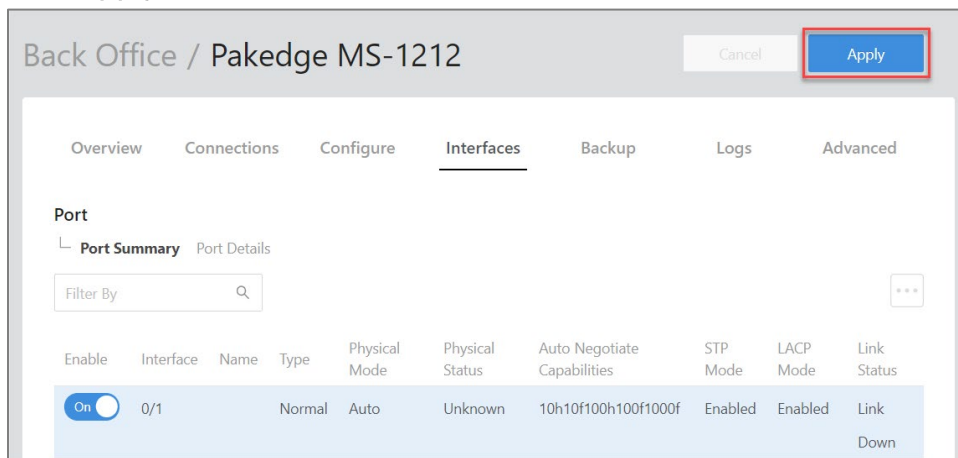 Back Office / Pakedge MS-1212 Cancel Apply
Overview Connections Configure Interfaces Backup Logs Advanced
Port
Port Summary Port Details
Filter By
Enable Interface Name Type Physical Mode Physical Status Auto Negotiate Capabilities STP Mode LACP Mode Link Status
On 0/1 Normal Auto Unknown 10h10f100h100f1000f Enabled Enabled Link Down